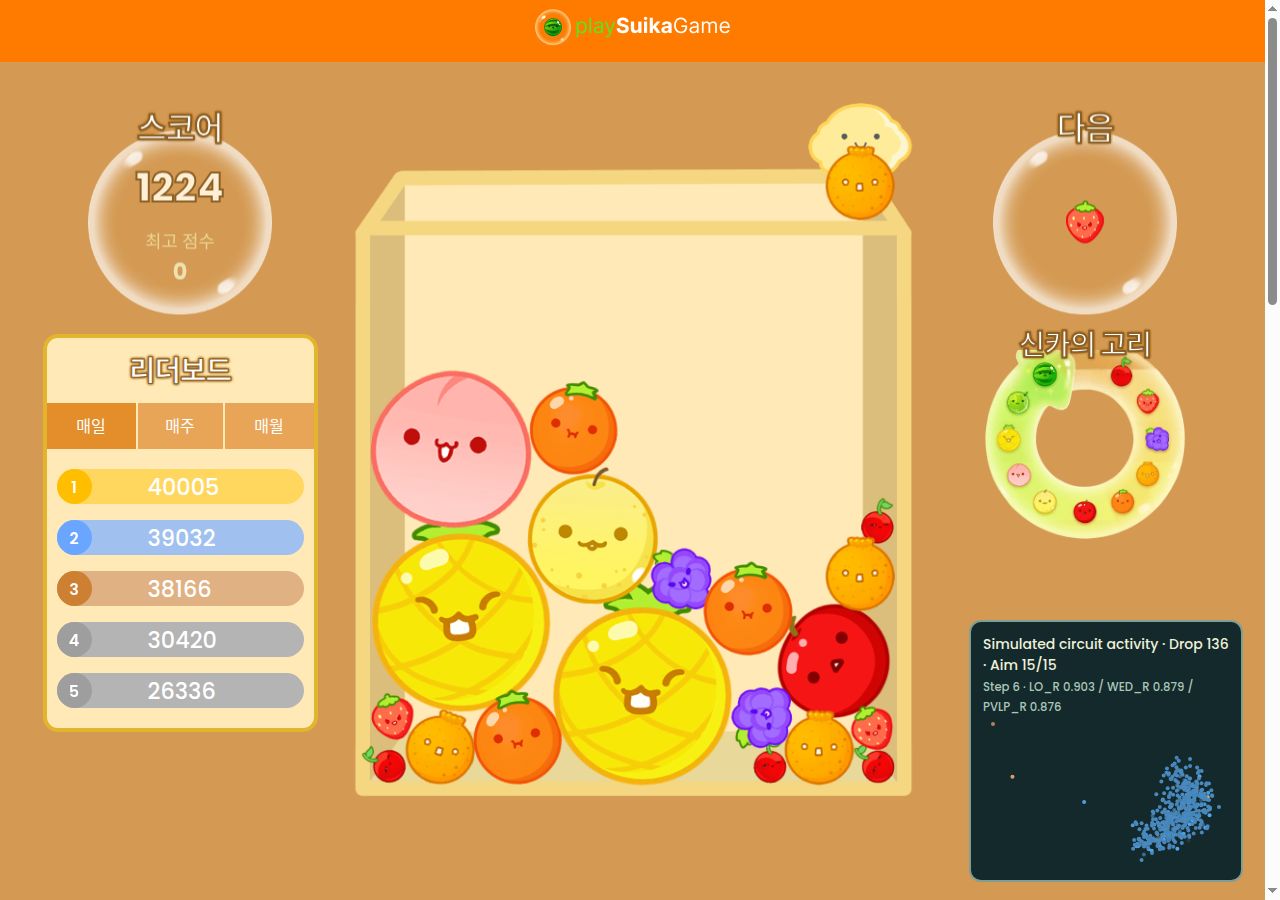 playSuikaGame
스코어
1224
최고 점수
0
다음
리더보드
매일
매주
매월
1 40005
2 39032
3 38166
4 30420
5 26336
신카의 고리
Simulated circuit activity · Drop 136
· Aim 15/15
Step 6 · LO_R 0.903 / WED_R 0.879 /
PVLP_R 0.876